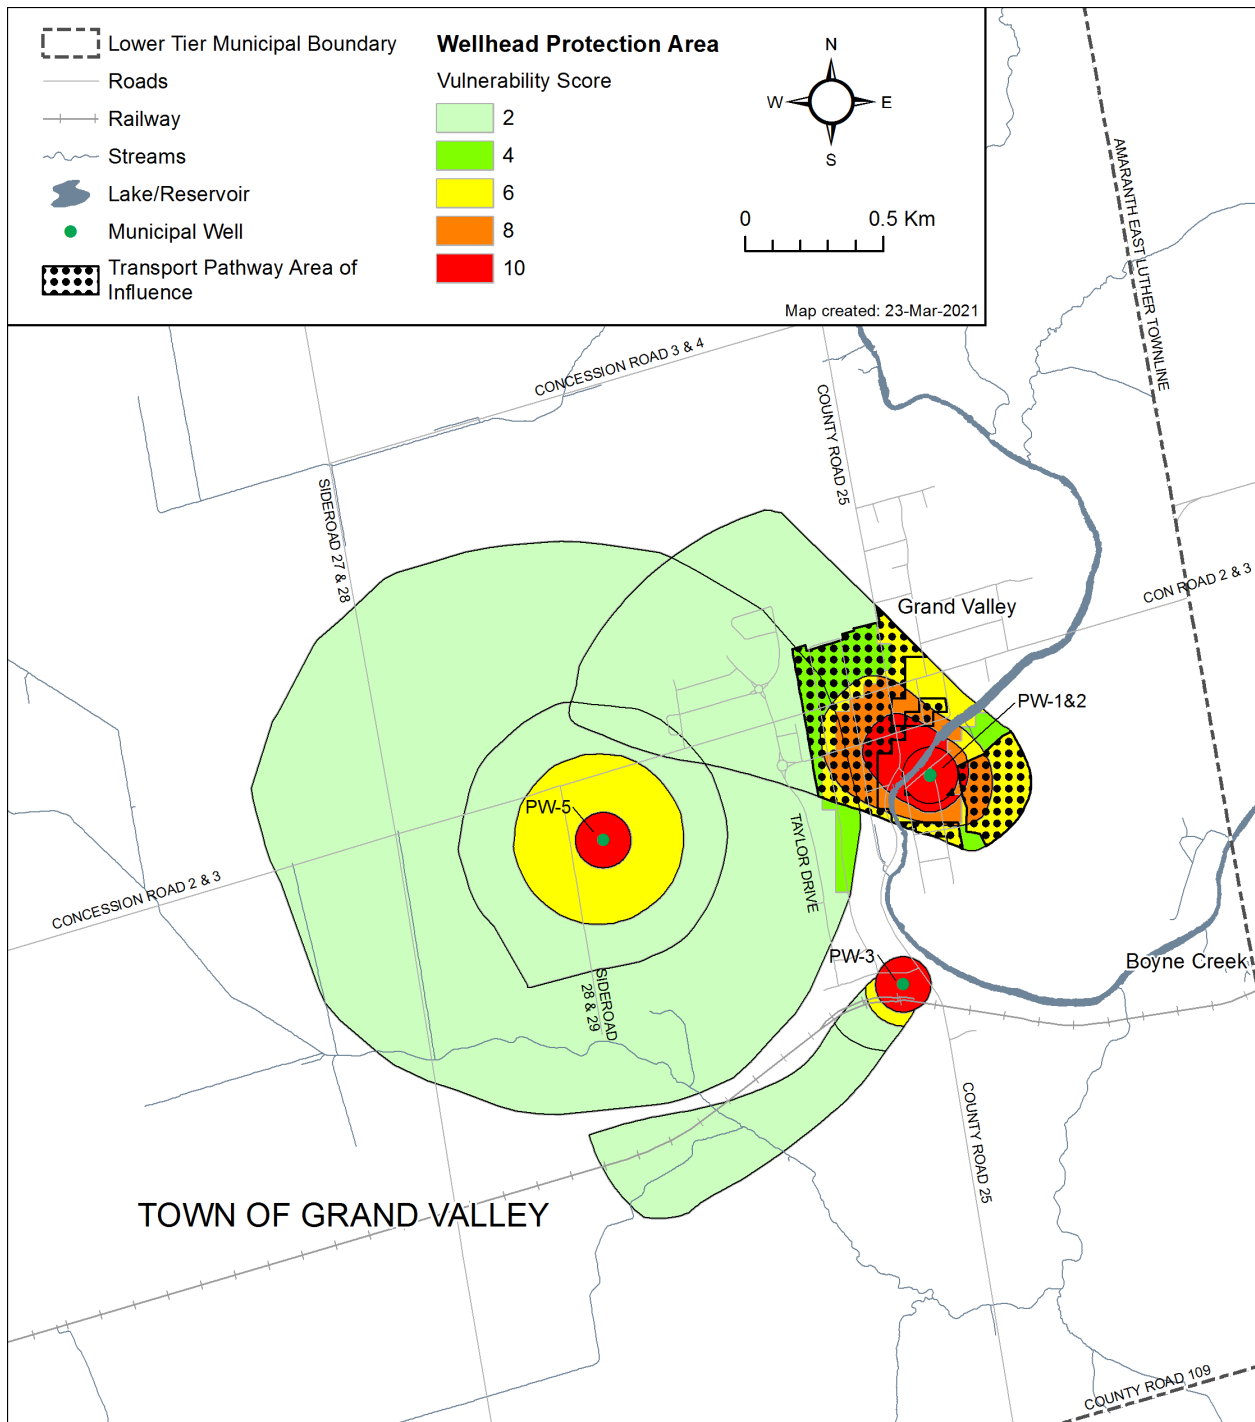 Lower Tier Municipal Boundary
Roads
Railway
Streams
Lake/Reservoir
Municipal Well
Transport Pathway Area of
Influence
Wellhead Protection Area
Vulnerability Score
2
4
6
8
10
N
W
E
S
0
0.5 Km
Map created: 23-Mar-2021
AMARANTH EAST LUTHER TOWNLINE
CONCESSION ROAD 3 & 4
COUNTY ROAD 25
SIDEROAD 27 & 28
CON ROAD 2 & 3
Grand Valley
PW-1&2
PW-5
TAYLOR DRIVE
CONCESSION ROAD 2 & 3
PW-3
Boyne Creek
SIDEROAD
28 & 29
COUNTY ROAD 25
TOWN OF GRAND VALLEY
COUNTY ROAD 109